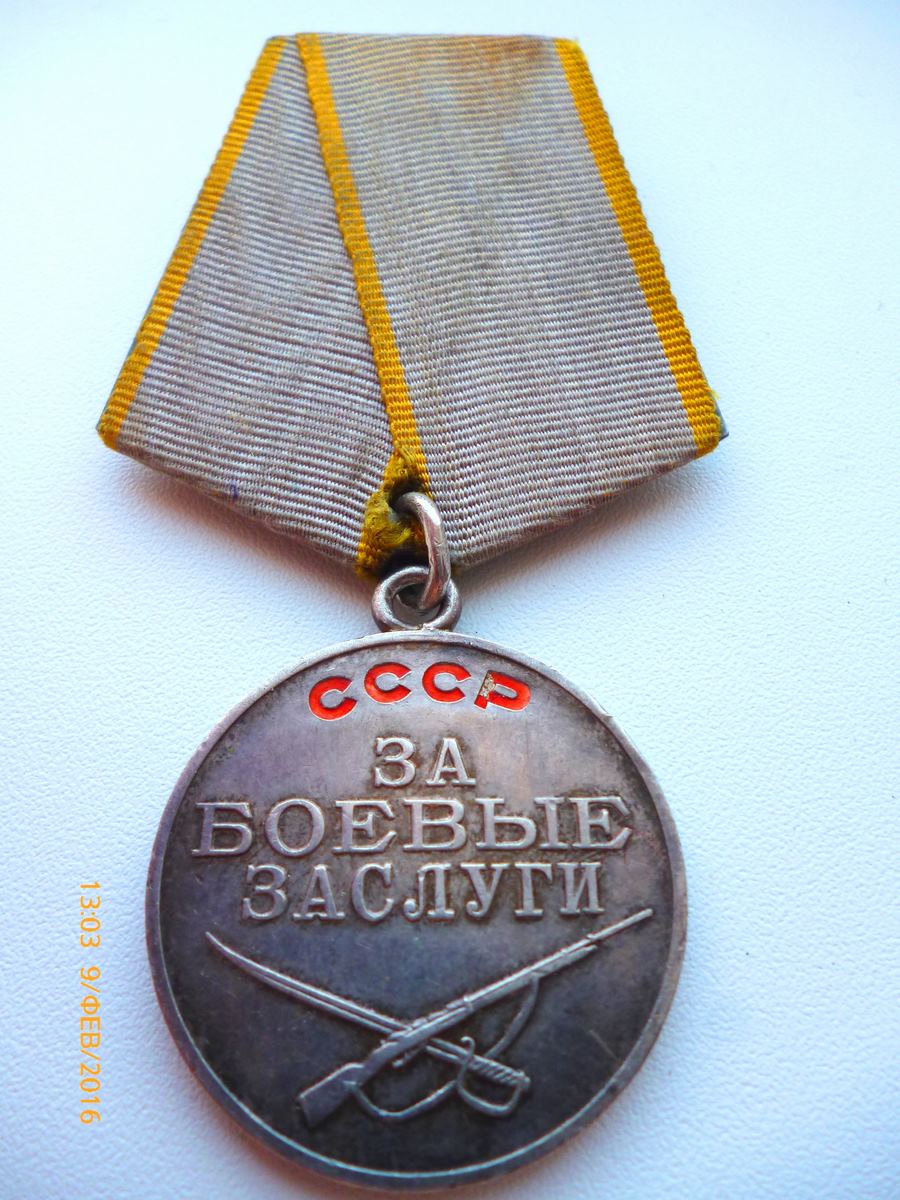 СССР
ЗА
БОЕВЫЕ
ЗАСЛУГИ
13:03 9/ФЕВ/2016